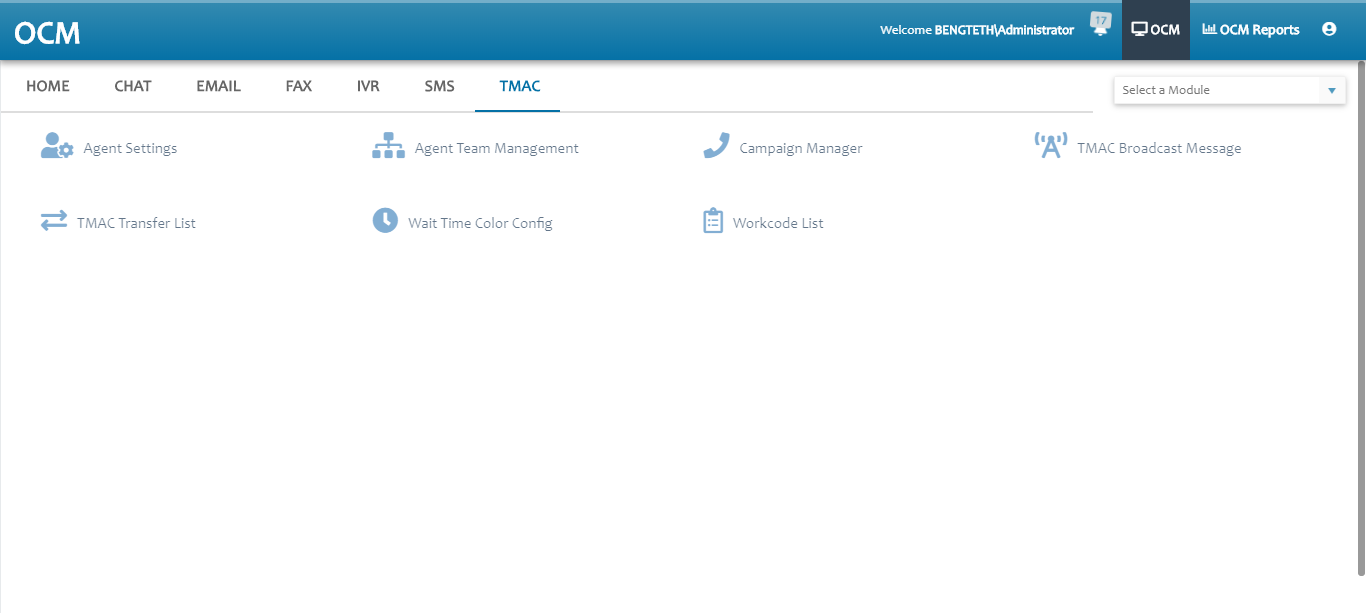 OCM
Welcome BENGTETH\Administrator
17
OCM
OCM Reports
HOME CHAT EMAIL FAX IVR SMS TMAC
Select a Module
Agent Settings
Agent Team Management
Campaign Manager
TMAC Broadcast Message
TMAC Transfer List
Wait Time Color Config
Workcode List